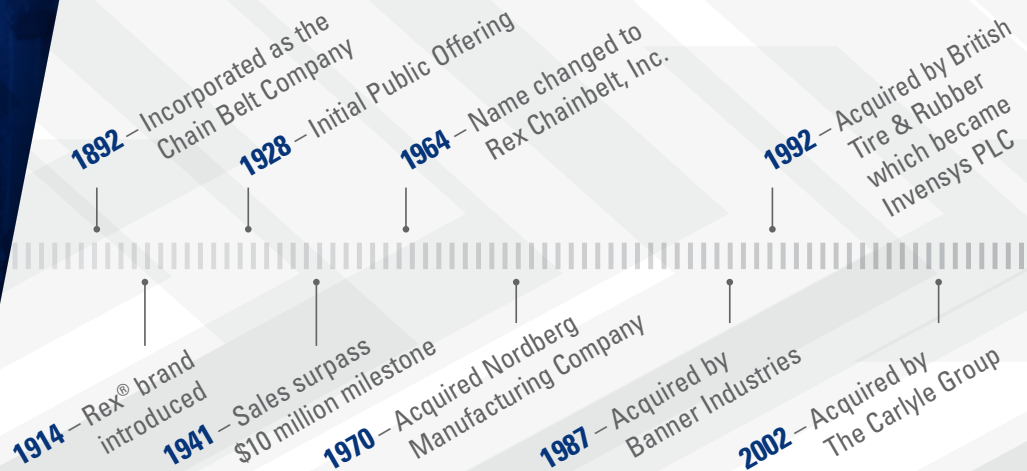 1892 – Incorporated as the
Chain Belt Company
1928 – Initial Public Offering
1964 – Name changed to
Rex Chainbelt, Inc.
1992 – Acquired by British
Tire & Rubber
which became
Invensys PLC
1914 – Rex® brand
introduced
1941 – Sales surpass
$10 million milestone
1970 – Acquired Nordberg
Manufacturing Company
1987 – Acquired by
Banner Industries
2002 – Acquired by
The Carlyle Group